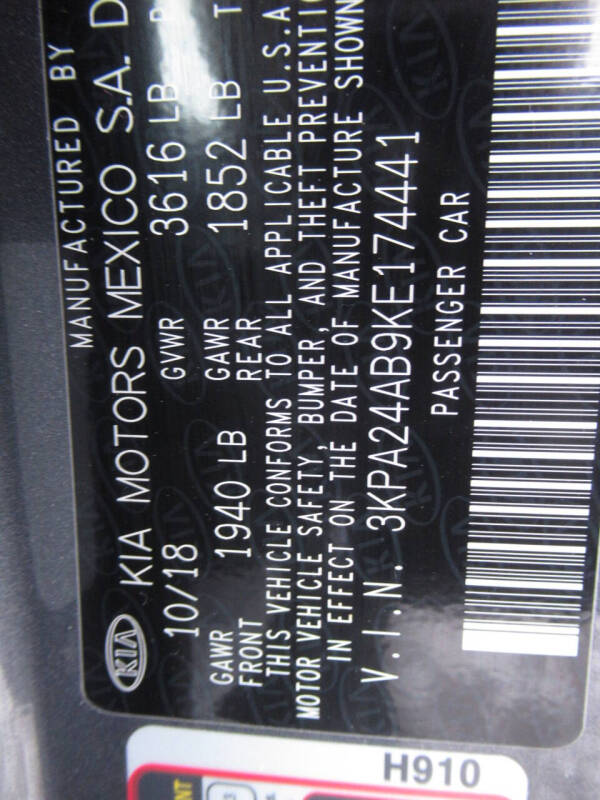 MANUFACTURED BY
KIA KIA MOTORS MEXICO S.A. D
10/18 GVWR 3616 LB
GAWR FRONT 1940 LB GAWR REAR 1852 LB
THIS VEHICLE CONFORMS TO ALL APPLICABLE U.S.A
MOTOR VEHICLE SAFETY, BUMPER, AND THEFT PREVENTI
IN EFFECT ON THE DATE OF MANUFACTURE SHOWN
V.I.N. 3KPA24AB9KE174441
PASSENGER CAR
H910